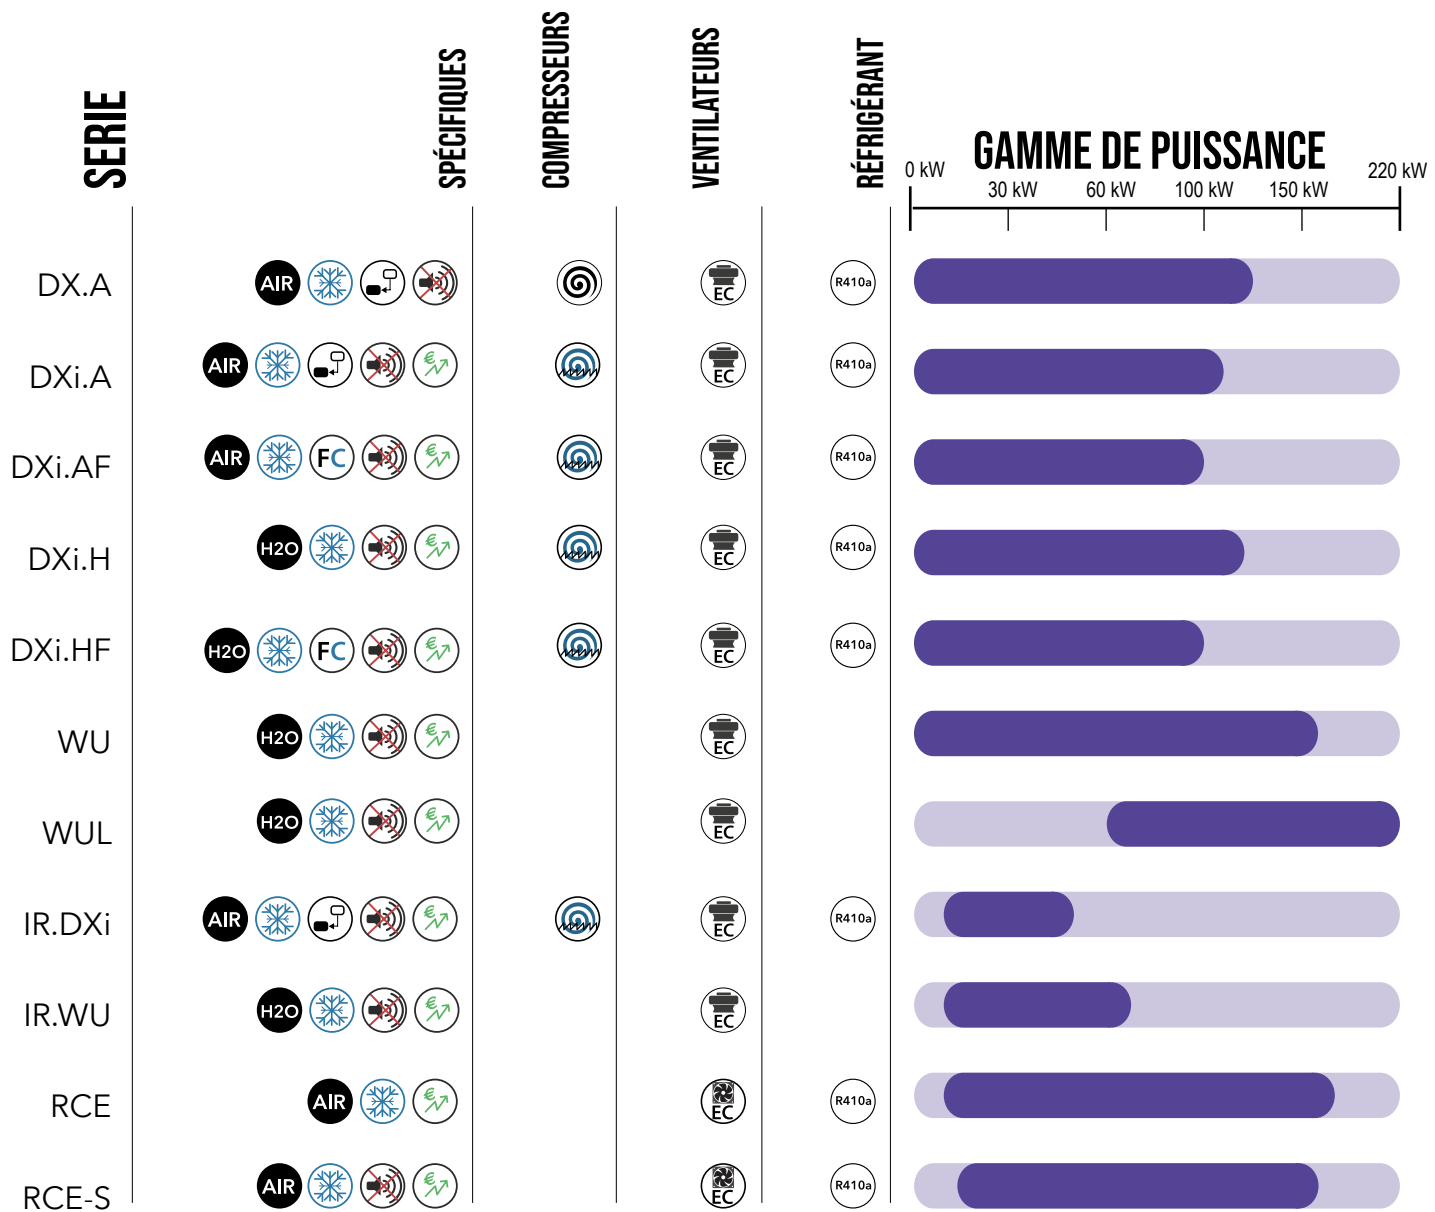 SERIE
SPÉCIFIQUES
COMPRESSEURS
VENTILATEURS
RÉFRIGÉRANT
GAMME DE PUISSANCE
0 kW 30 kW 60 kW 100 kW 150 kW 220 kW
DX.A AIR EC R410a
DXi.A AIR € EC R410a
DXi.AF AIR FC € EC R410a
DXi.H H2O € EC R410a
DXi.HF H2O FC € EC R410a
WU H2O € EC
WUL H2O € EC
IR.DXi AIR € EC R410a
IR.WU H2O € EC
RCE AIR € EC R410a
RCE-S AIR € EC R410a